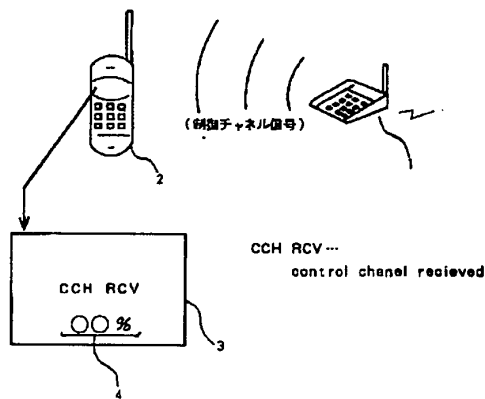 (制御チャネル信号)
2
CCH RCV…
control chanel recieved
CCH RCV
○○%
3
4